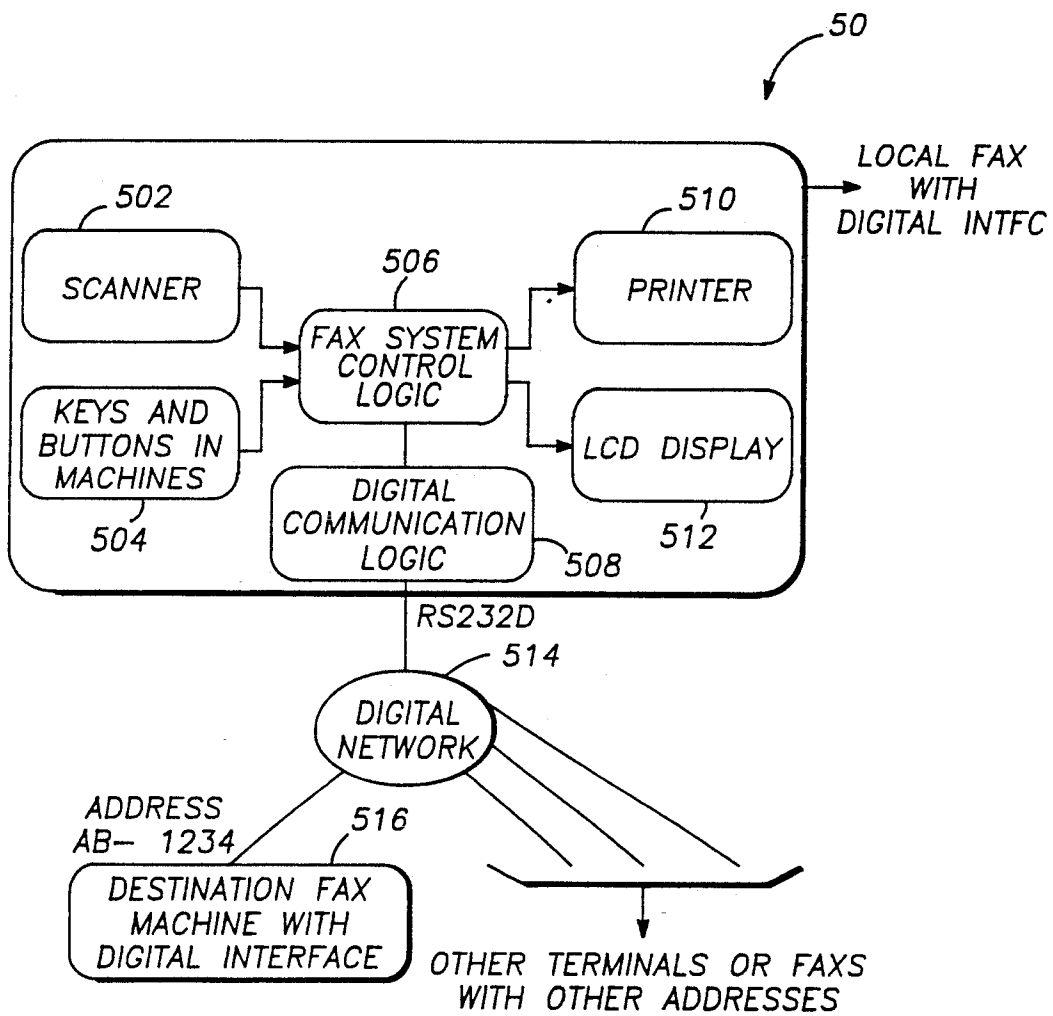 50
LOCAL FAX
WITH
DIGITAL INTFC
502
SCANNER
506
FAX SYSTEM
CONTROL
LOGIC
510
PRINTER
KEYS AND
BUTTONS IN
MACHINES
504
LCD DISPLAY
512
DIGITAL
COMMUNICATION
LOGIC
508
RS232D
514
DIGITAL
NETWORK
ADDRESS
AB- 1234
516
DESTINATION FAX
MACHINE WITH
DIGITAL INTERFACE
OTHER TERMINALS OR FAXS
WITH OTHER ADDRESSES